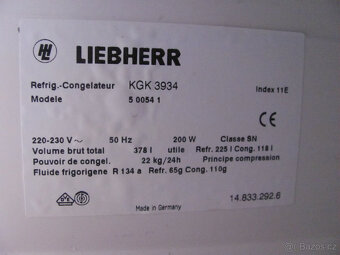 LIEBHERR
Refrig.-Congelateur KGK 3934 Index 11E
Modele 5 0054 1
220-230 V ~ 50 Hz 200 W Classe SN
Volume brut total 378 l utile Refr. 225 l Cong. 118 l
Pouvoir de congel. 22 kg/24h Principe compression
Fluide frigorigene R 134 a Refr. 65g Cong. 110g
14.833.292.6
Made in Germany